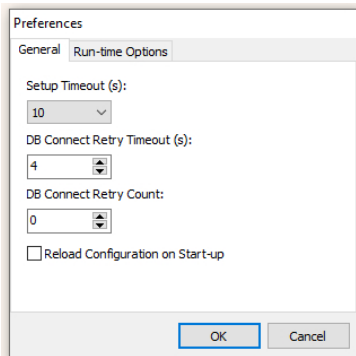 Preferences
General Run-time Options
Setup Timeout (s):
10
DB Connect Retry Timeout (s):
4
DB Connect Retry Count:
0
Reload Configuration on Start-up
OK Cancel